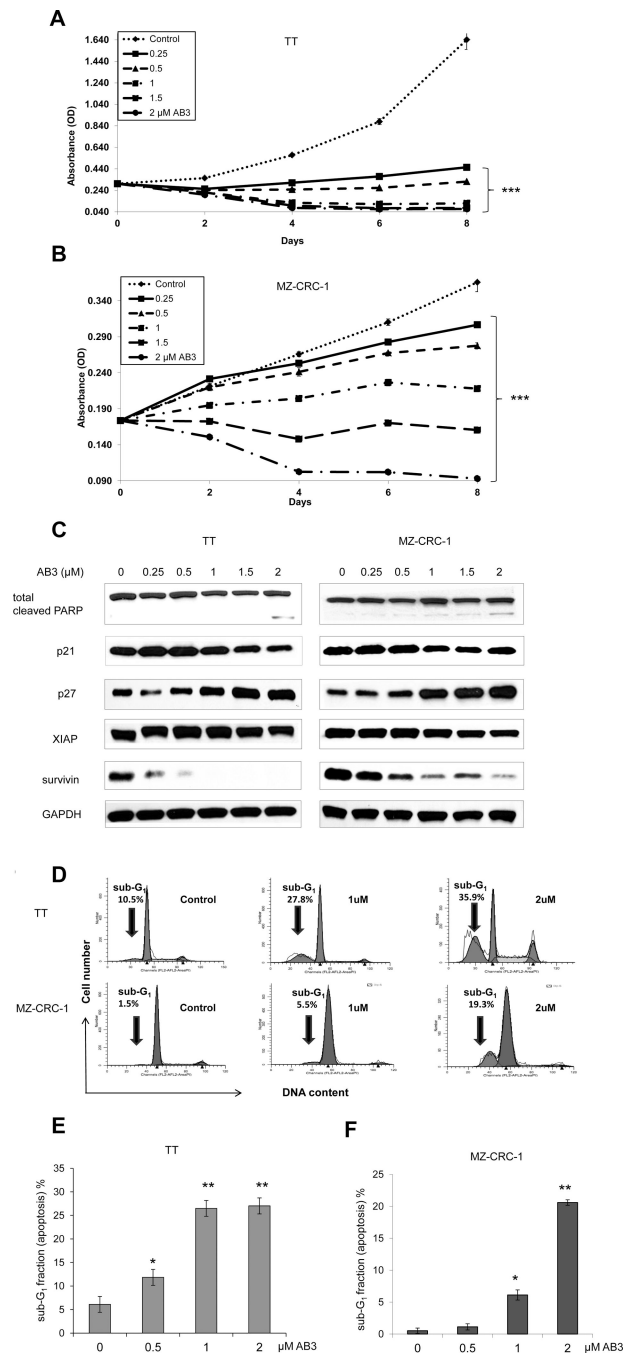 A
TT
Absorbance (OD)
1.640
1.440
1.240
1.040
0.840
0.640
0.440
0.240
0.040
Control
0.25
0.5
1
1.5
2 µM AB3
***
0 2 4 6 8
Days
B
MZ-CRC-1
Absorbance (OD)
0.340
0.290
0.240
0.190
0.140
0.090
Control
0.25
0.5
1
1.5
2 µM AB3
***
0 2 4 6 8
Days
C
TT MZ-CRC-1
AB3 (µM) 0 0.25 0.5 1 1.5 2 0 0.25 0.5 1 1.5 2
total
cleaved PARP
p21
p27
XIAP
survivin
GAPDH
D
TT
sub-G1
10.5%
Control
sub-G1
27.8%
1uM
sub-G1
35.9%
2uM
MZ-CRC-1
sub-G1
1.5%
Control
sub-G1
5.5%
1uM
sub-G1
19.3%
2uM
Cell number
DNA content
E
TT
sub-G1 fraction (apoptosis) %
35
30
25
20
15
10
5
0
* ** **
0 0.5 1 2 µM AB3
F
MZ-CRC-1
sub-G1 fraction (apoptosis) %
25
20
15
10
5
0
* **
0 0.5 1 2 µM AB3